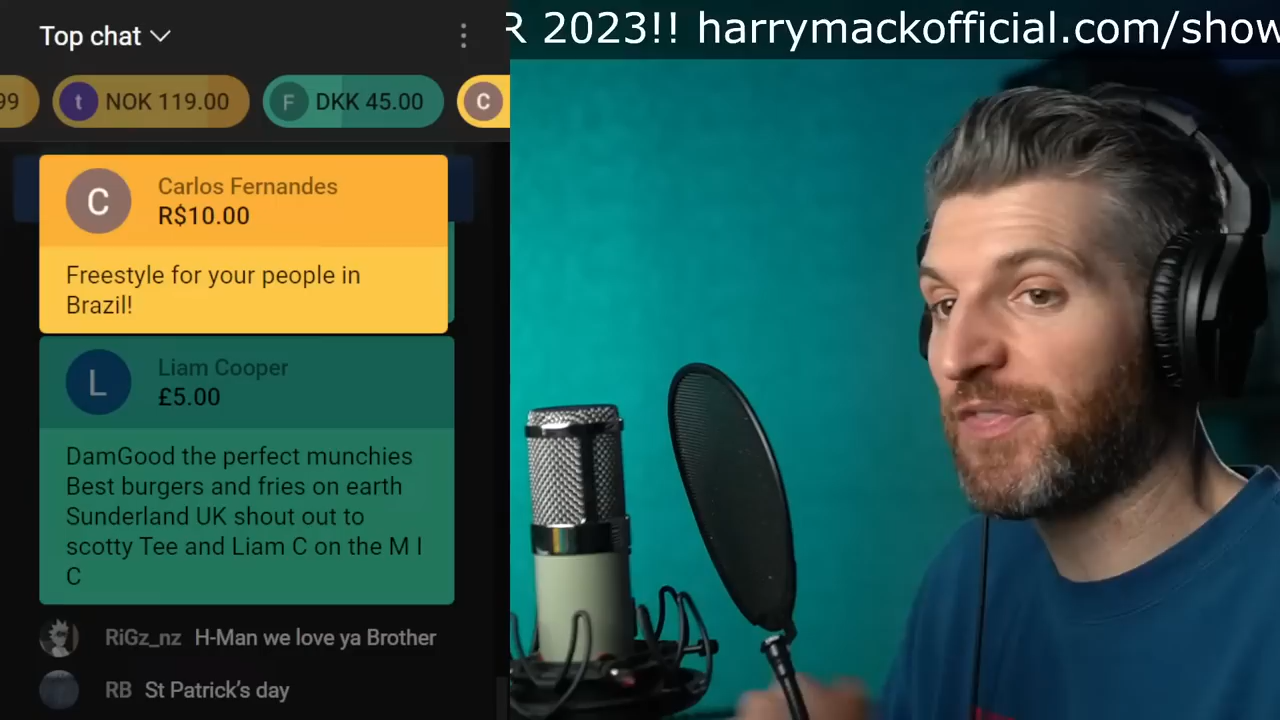 Top chat
R 2023!! harrymackofficial.com/show
99
t NOK 119.00
F DKK 45.00
C
C Carlos Fernandes
R$10.00
Freestyle for your people in
Brazil!
L Liam Cooper
£5.00
DamGood the perfect munchies
Best burgers and fries on earth
Sunderland UK shout out to
scotty Tee and Liam C on the M I
C
RiGz_nz H-Man we love ya Brother
RB St Patrick’s day